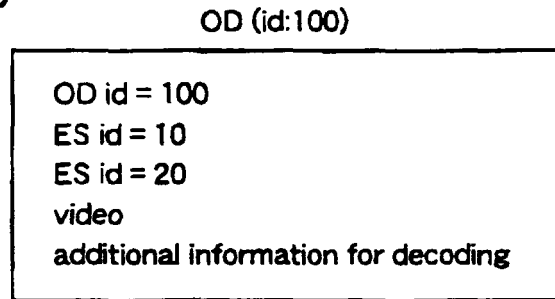 OD (id:100)
OD id = 100
ES id = 10
ES id = 20
video
additional information for decoding